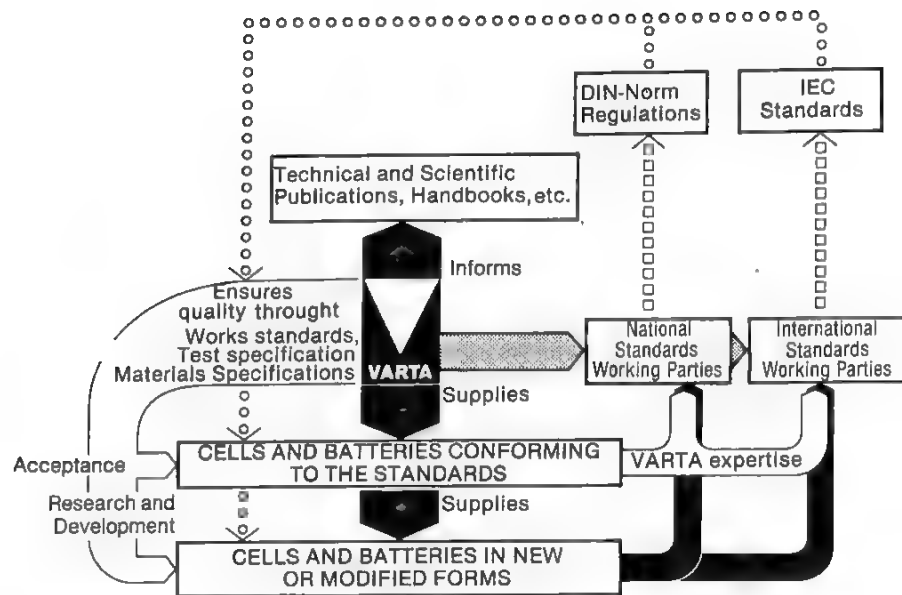 DIN-Norm
Regulations
IEC
Standards
Technical and Scientific
Publications, Handbooks, etc.
Informs
Ensures
quality throught
Works standards,
Test specification
Materials Specifications
VARTA
National
Standards
Working Parties
International
Standards
Working Parties
Supplies
Acceptance
CELLS AND BATTERIES CONFORMING
TO THE STANDARDS
VARTA expertise
Research and
Development
Supplies
CELLS AND BATTERIES IN NEW
OR MODIFIED FORMS